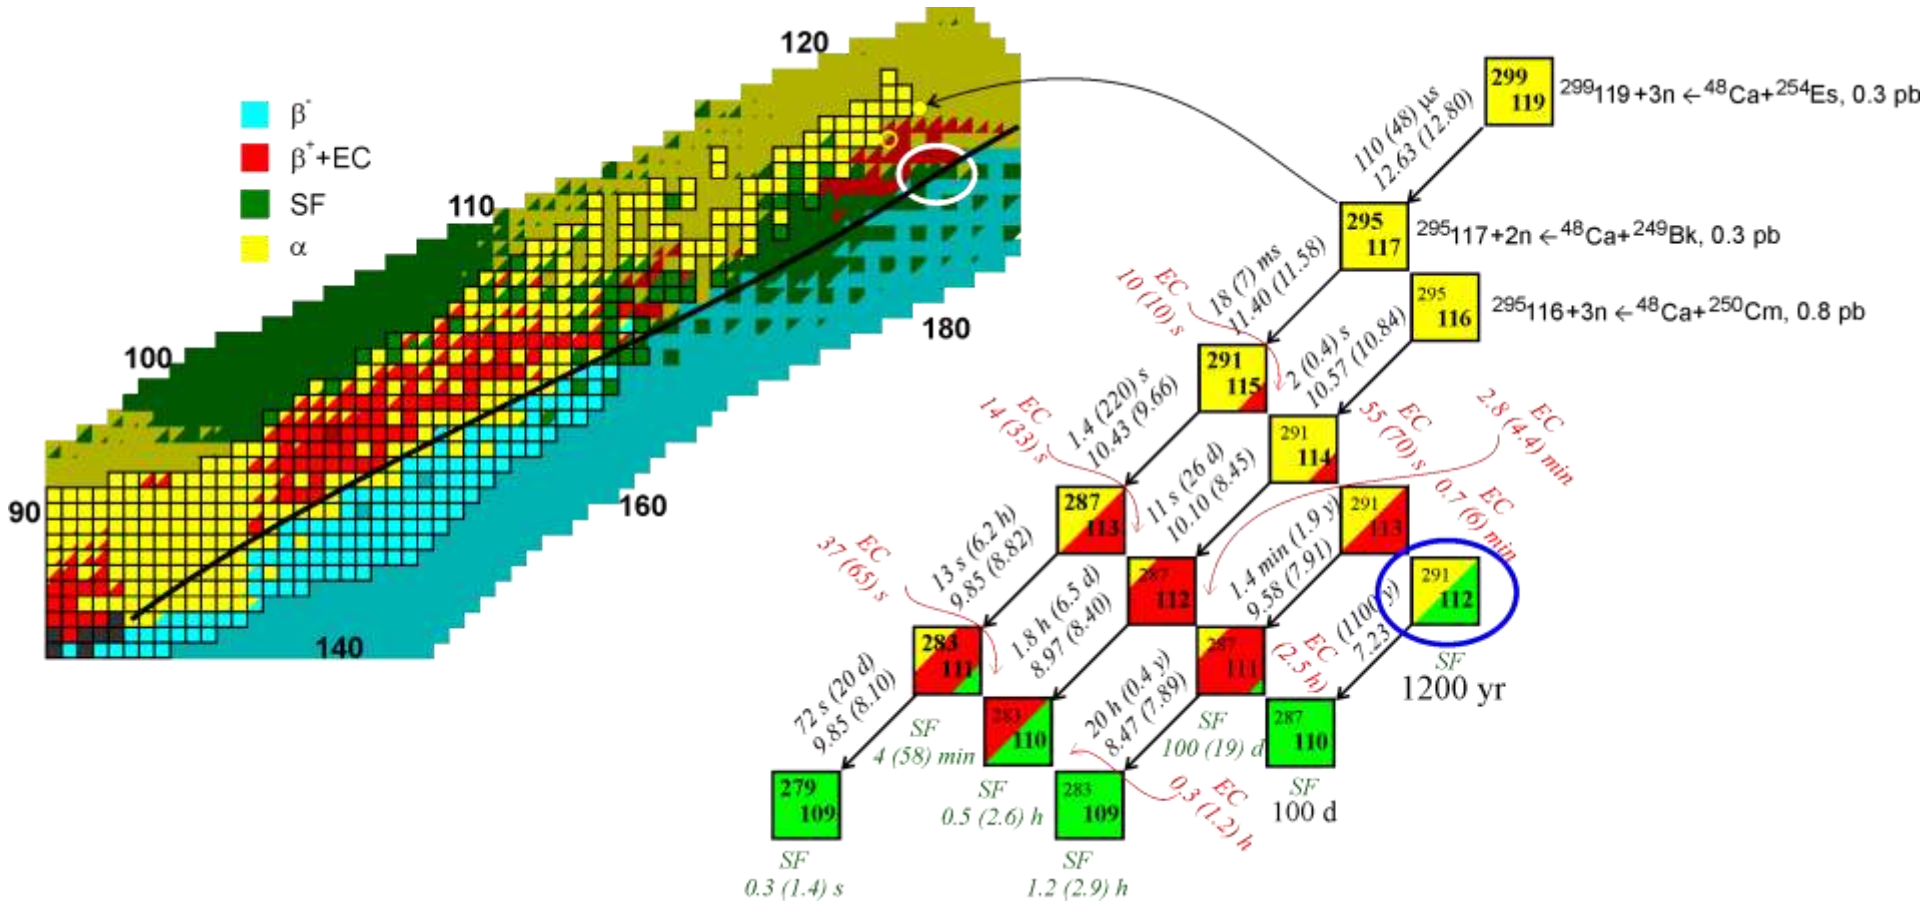 120
110
100
90
140
160
180
β⁻
β⁺+EC
SF
α
299
119
²⁹⁹119+3n ←⁴⁸Ca+²⁵⁴Es, 0.3 pb
110 (48) μs
12.63 (12.80)
295
117
²⁹⁵117+2n ←⁴⁸Ca+²⁴⁹Bk, 0.3 pb
295
116
²⁹⁵116+3n ←⁴⁸Ca+²⁵⁰Cm, 0.8 pb
EC
10 (10) s
18 (7) ms
11.40 (11.58)
291
115
2 (0.4) s
10.57 (10.84)
EC
14 (33) s
1.4 (220) s
10.43 (9.66)
291
114
EC
55 (70) s
EC
2.8 (4.4) min
287
113
11 s (26 d)
10.10 (8.45)
291
113
EC
0.7 (6) min
EC
37 (65) s
13 s (6.2 h)
9.85 (8.82)
287
112
1.4 min (1.9 y)
9.58 (7.91)
291
112
SF
1200 yr
283
111
1.8 h (6.5 d)
8.97 (8.40)
287
111
EC
(2.5 h)
(1100 y)
7.23
72 s (20 d)
9.85 (8.10)
SF
4 (58) min
283
110
20 h (0.4 y)
8.47 (7.89)
SF
100 (19) d
287
110
SF
100 d
279
109
SF
0.3 (1.4) s
SF
0.5 (2.6) h
283
109
SF
1.2 (2.9) h
EC
0.3 (1.2) h